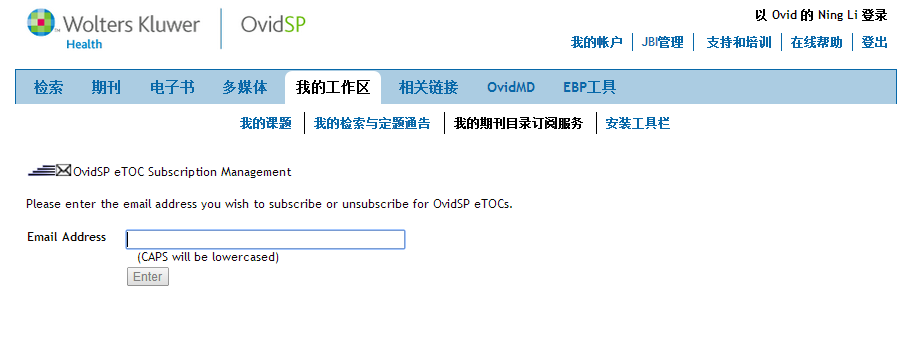 Wolters Kluwer
Health
OvidSP
以 Ovid 的 Ning Li 登录
我的帐户 JBI管理 支持和培训 在线帮助 登出
检索 期刊 电子书 多媒体 我的工作区 相关链接 OvidMD EBP工具
我的课题 我的检索与定题通告 我的期刊目录订阅服务 安装工具栏
OvidSP eTOC Subscription Management
Please enter the email address you wish to subscribe or unsubscribe for OvidSP eTOCs.
Email Address
(CAPS will be lowercased)
Enter